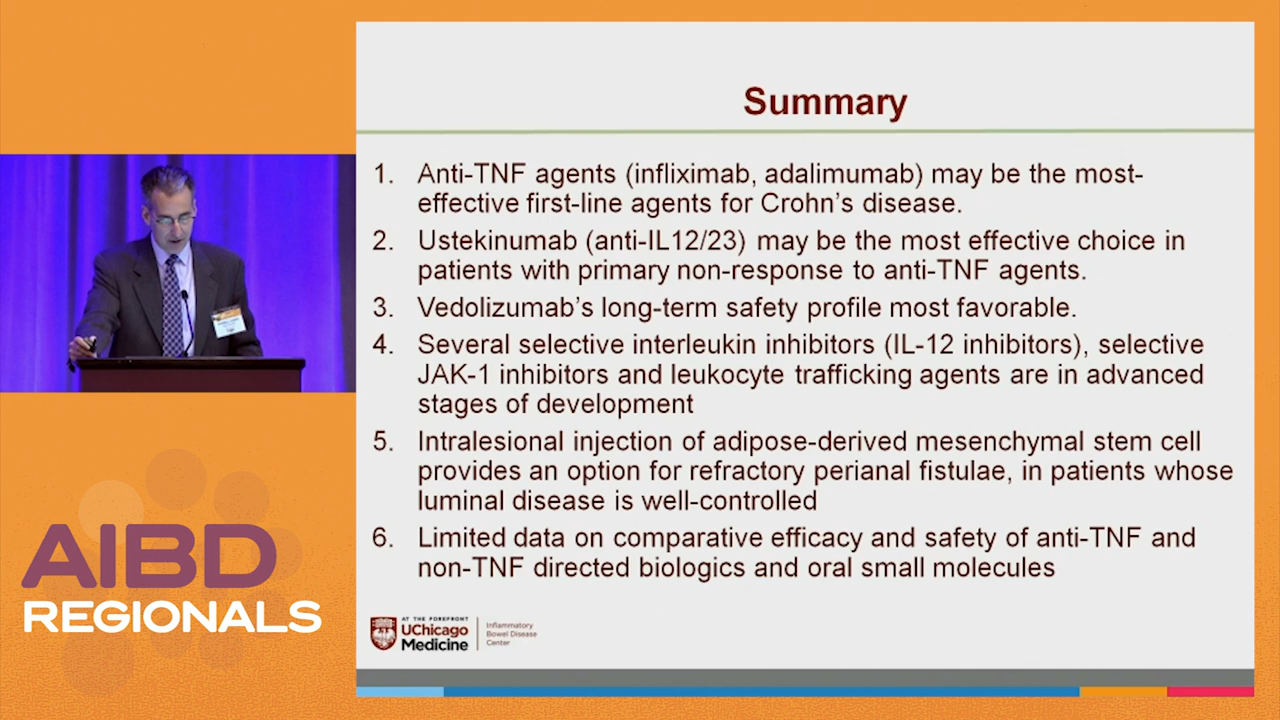 Summary
1. Anti-TNF agents (infliximab, adalimumab) may be the most-
effective first-line agents for Crohn's disease.
2. Ustekinumab (anti-IL12/23) may be the most effective choice in
patients with primary non-response to anti-TNF agents.
3. Vedolizumab's long-term safety profile most favorable.
4. Several selective interleukin inhibitors (IL-12 inhibitors), selective
JAK-1 inhibitors and leukocyte trafficking agents are in advanced
stages of development
5. Intralesional injection of adipose-derived mesenchymal stem cell
provides an option for refractory perianal fistulae, in patients whose
luminal disease is well-controlled
6. Limited data on comparative efficacy and safety of anti-TNF and
non-TNF directed biologics and oral small molecules
AIBD
REGIONALS
AT THE FOREFRONT
UChicago
Medicine
Inflammatory
Bowel Disease
Center